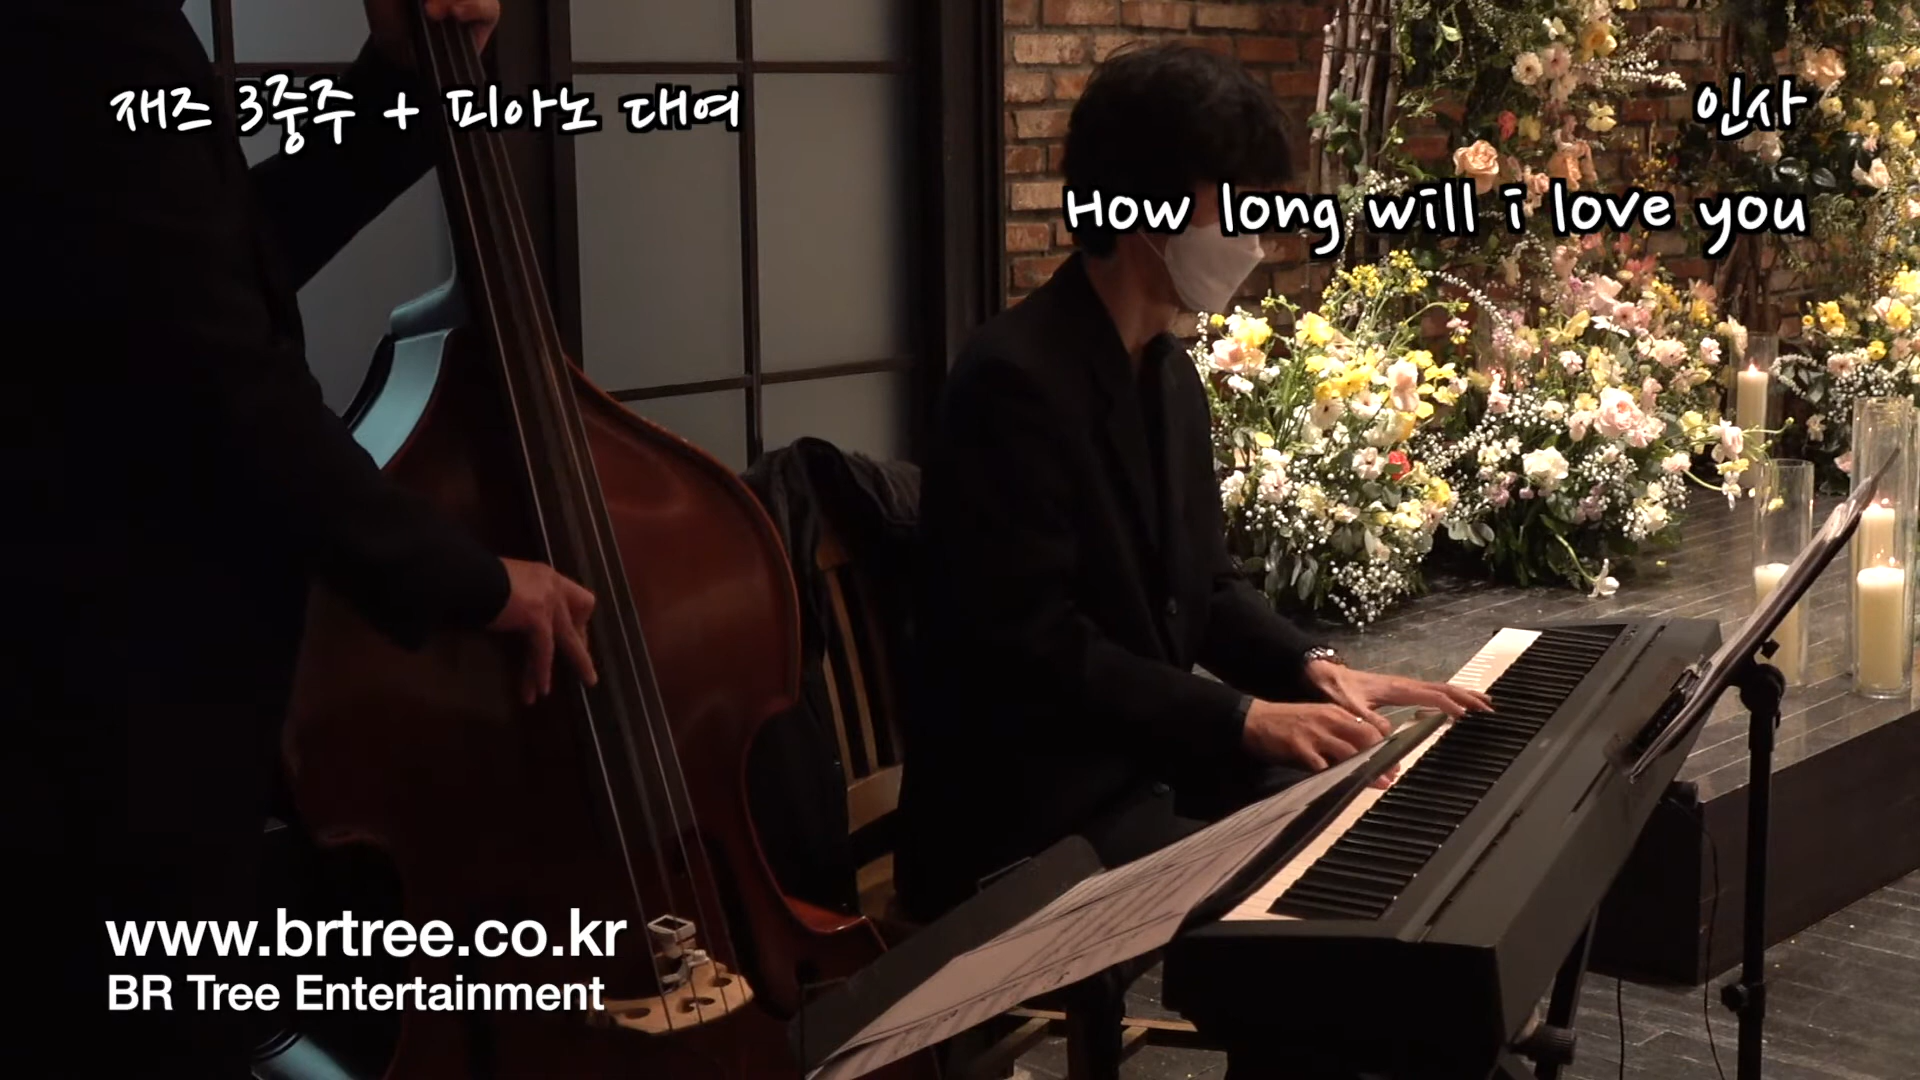 재즈 3중주 + 피아노 대여
인사
How long will i love you
www.brtree.co.kr
BR Tree Entertainment